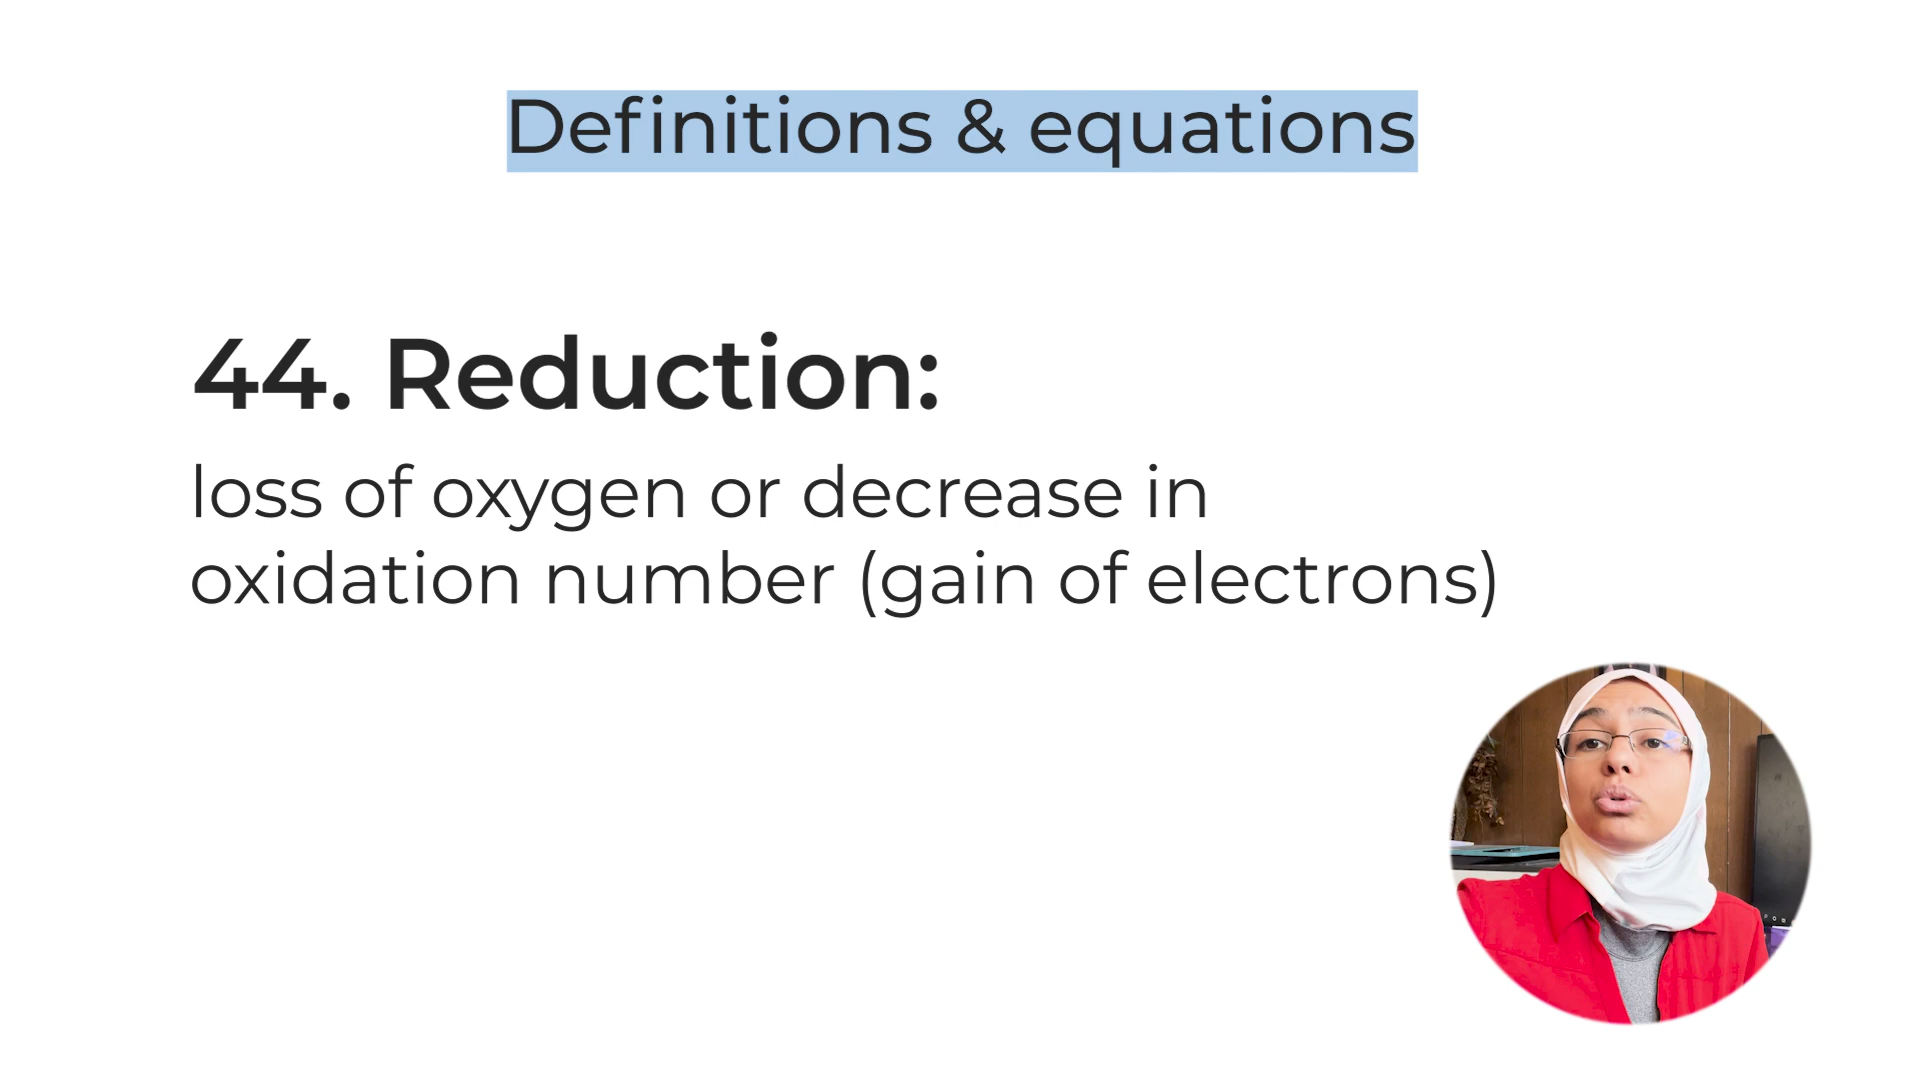 Definitions & equations
44. Reduction:
loss of oxygen or decrease in
oxidation number (gain of electrons)